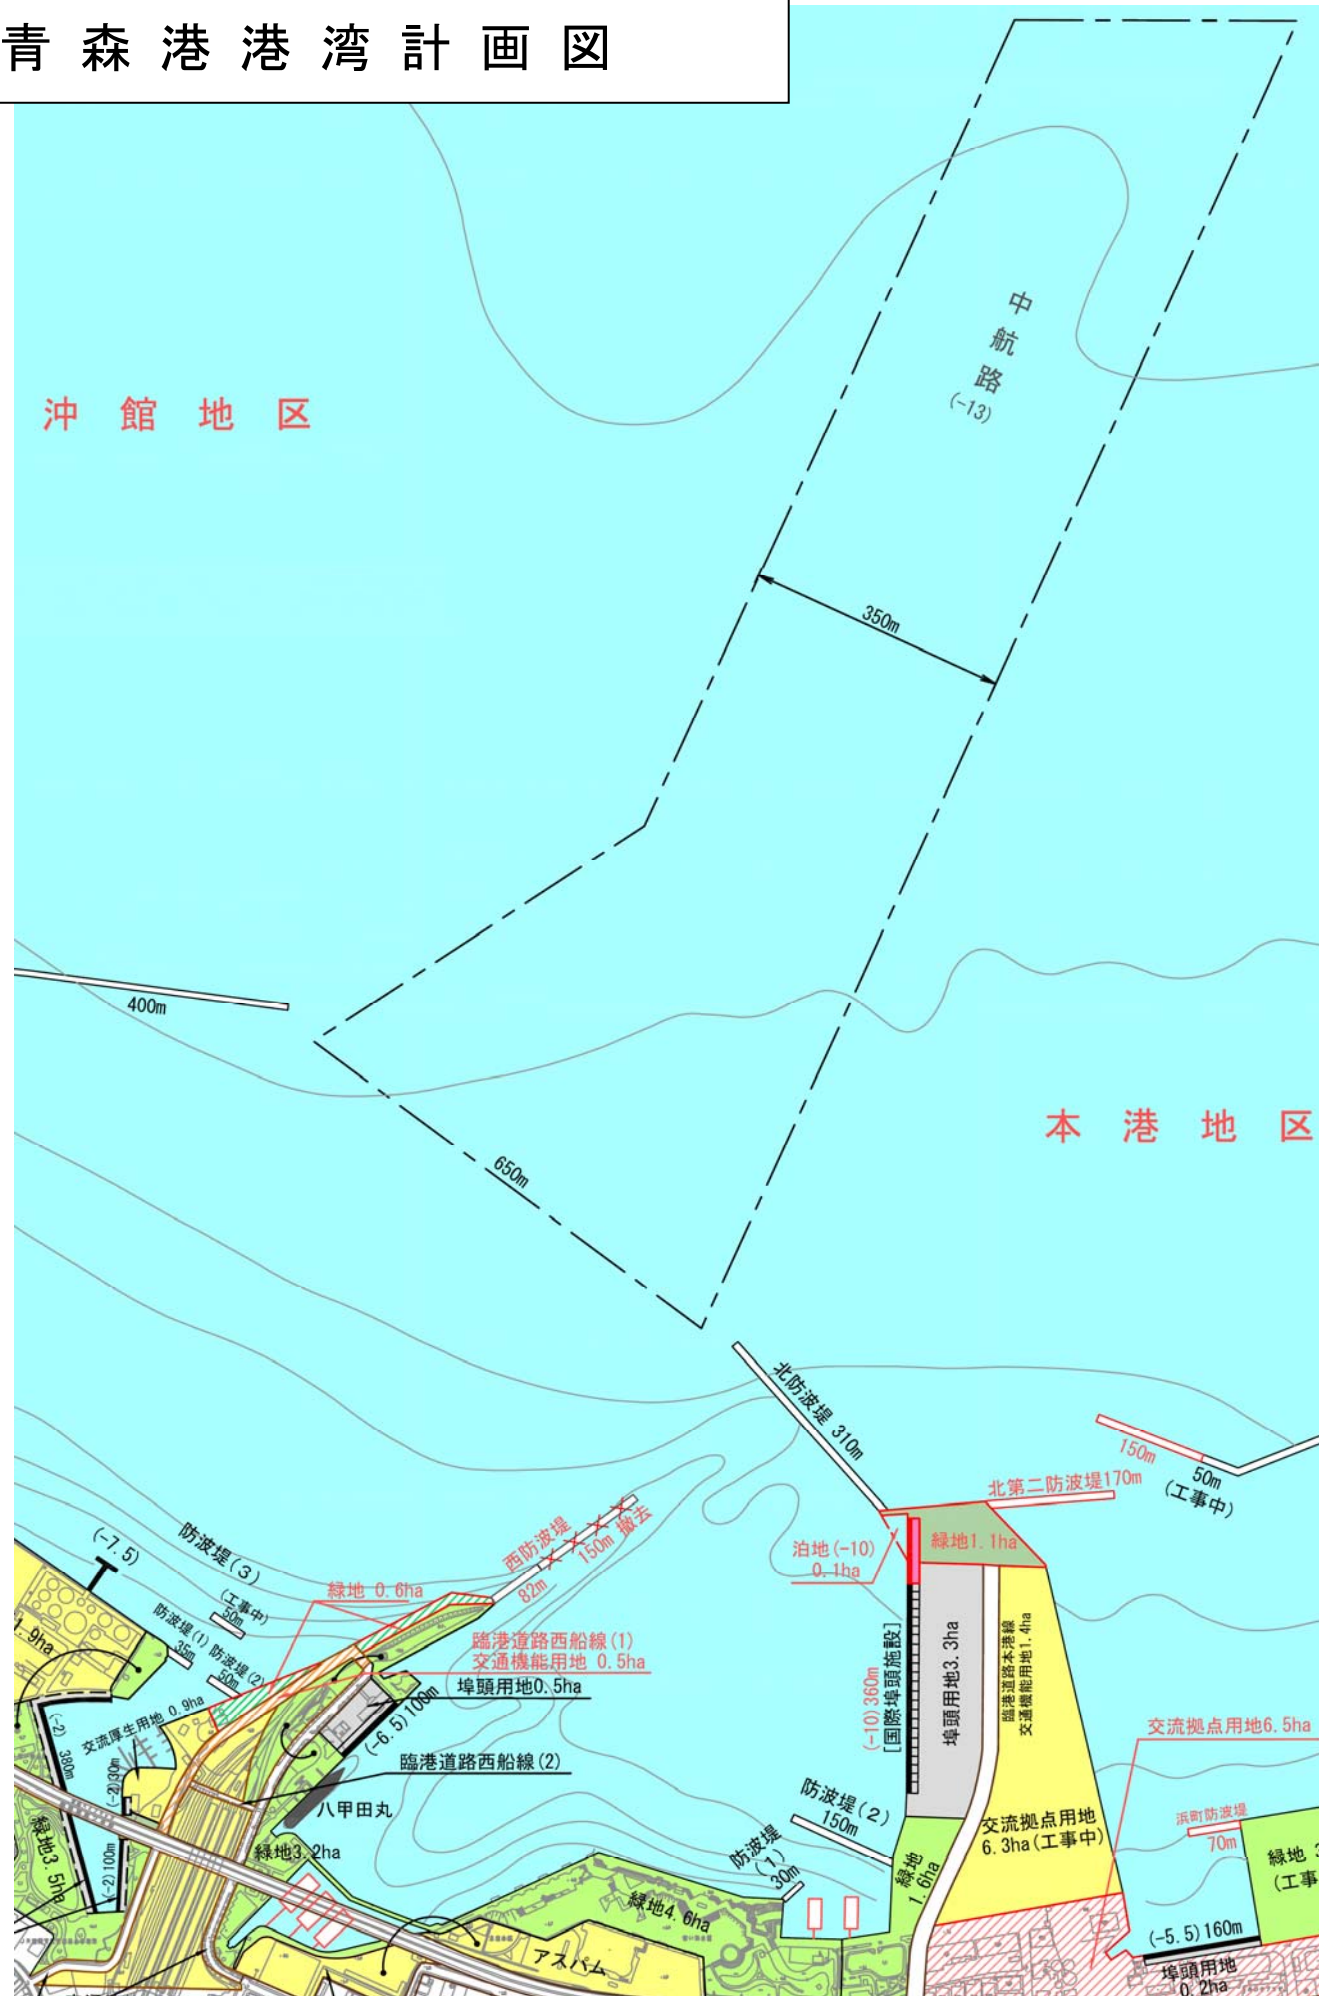 青森港港湾計画図
中航路
(-13)
沖館地区
350m
400m
650m
本港地区
北防波堤 310m
150m
50m
(工事中)
北第二防波堤170m
西防波堤
150m 撤去
82m
泊地(-10)
0.1ha
緑地1.1ha
(-7.5)
防波堤(3)
(工事中)
50m
緑地 0.6ha
防波堤(1)
35m
防波堤(2)
50m
臨港道路西船線(1)
交通機能用地 0.5ha
埠頭用地0.5ha
(-6.5)100m
臨港道路西船線(2)
八甲田丸
交流厚生用地 0.9ha
(-2) 380m
(-2)30m
(-2)100m
緑地3.5ha
緑地3.2ha
(-10)360m
[国際埠頭施設]
埠頭用地3.3ha
臨港道路本港線
交通機能用地1.4ha
交流拠点用地6.5ha
交流拠点用地
6.3ha(工事中)
防波堤(2)
150m
防波堤
(1)
30m
緑地
1.6ha
緑地4.6ha
アスパム
浜町防波堤
70m
緑地
(工事
(-5.5)160m
埠頭用地
0.2ha